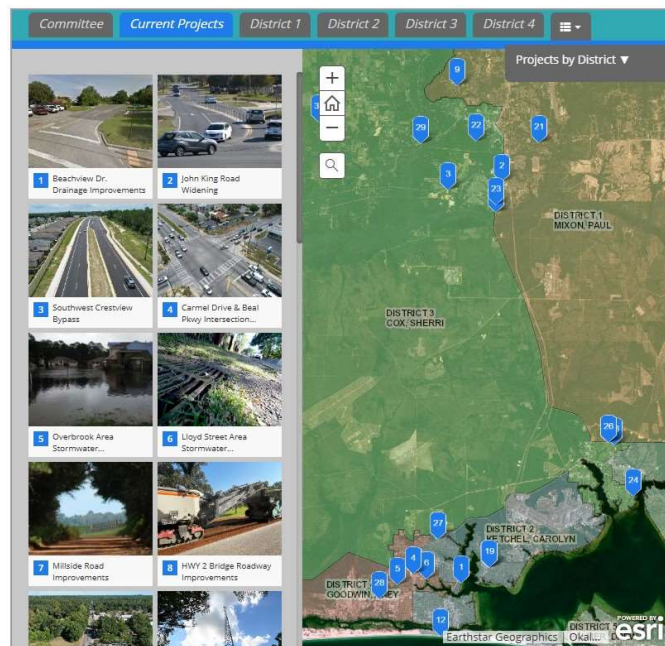 Committee
Current Projects
District 1
District 2
District 3
District 4
Projects by District ▼
1 Beachview Dr.
Drainage Improvements
2 John King Road
Widening
3 Southwest Crestview
Bypass
4 Carmel Drive & Beal
Pkwy Intersection...
5 Overbrook Area
Stormwater...
6 Lloyd Street Area
Stormwater...
7 Millside Road
Improvements
8 HWY 2 Bridge Roadway
Improvements
9
29
22
21
3
2
23
DISTRICT 1
MIXON, PAUL
DISTRICT 3
COX, SHERRI
26
24
27
DISTRICT 2
KETCHEL, CAROLYN
19
4
6
5
1
28
DISTRICT
GOODWIN,
12
DISTRICT
Earthstar Geographics | Okal...
POWERED BY
esri